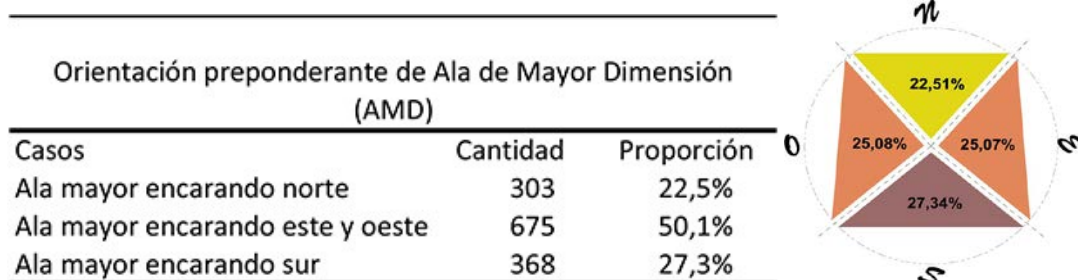 Orientación preponderante de Ala de Mayor Dimensión
(AMD)
Casos Cantidad Proporción
Ala mayor encarando norte 303 22,5%
Ala mayor encarando este y oeste 675 50,1%
Ala mayor encarando sur 368 27,3%
n
22,51%
O 25,08% 25,07%
27,34%